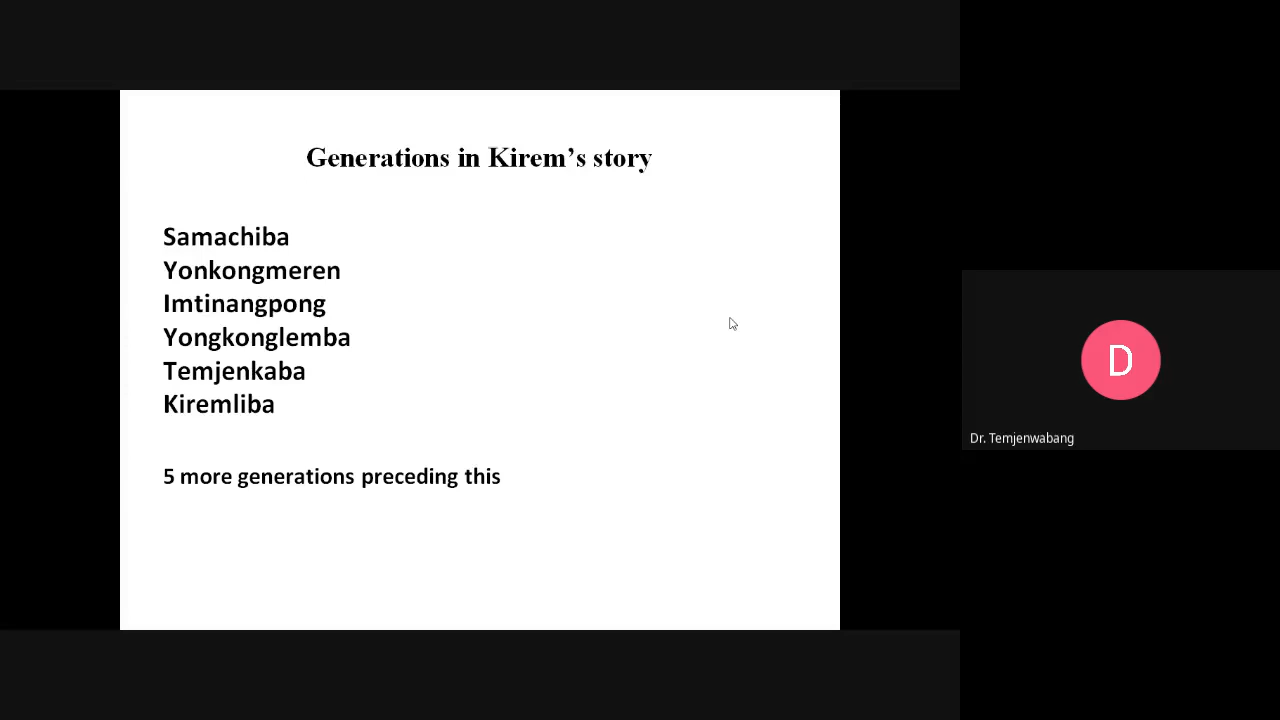 Generations in Kirem’s story
Samachiba
Yonkongmeren
Imtinangpong
Yongkonglemba
Temjenkaba
Kiremliba
5 more generations preceding this
D
Dr. Temjenwabang